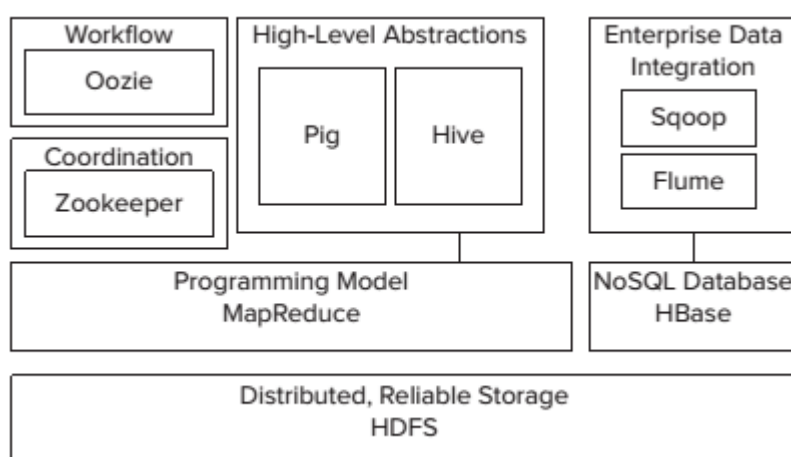 Workflow
Oozie
Coordination
Zookeeper
High-Level Abstractions
Pig
Hive
Enterprise Data
Integration
Sqoop
Flume
Programming Model
MapReduce
NoSQL Database
HBase
Distributed, Reliable Storage
HDFS